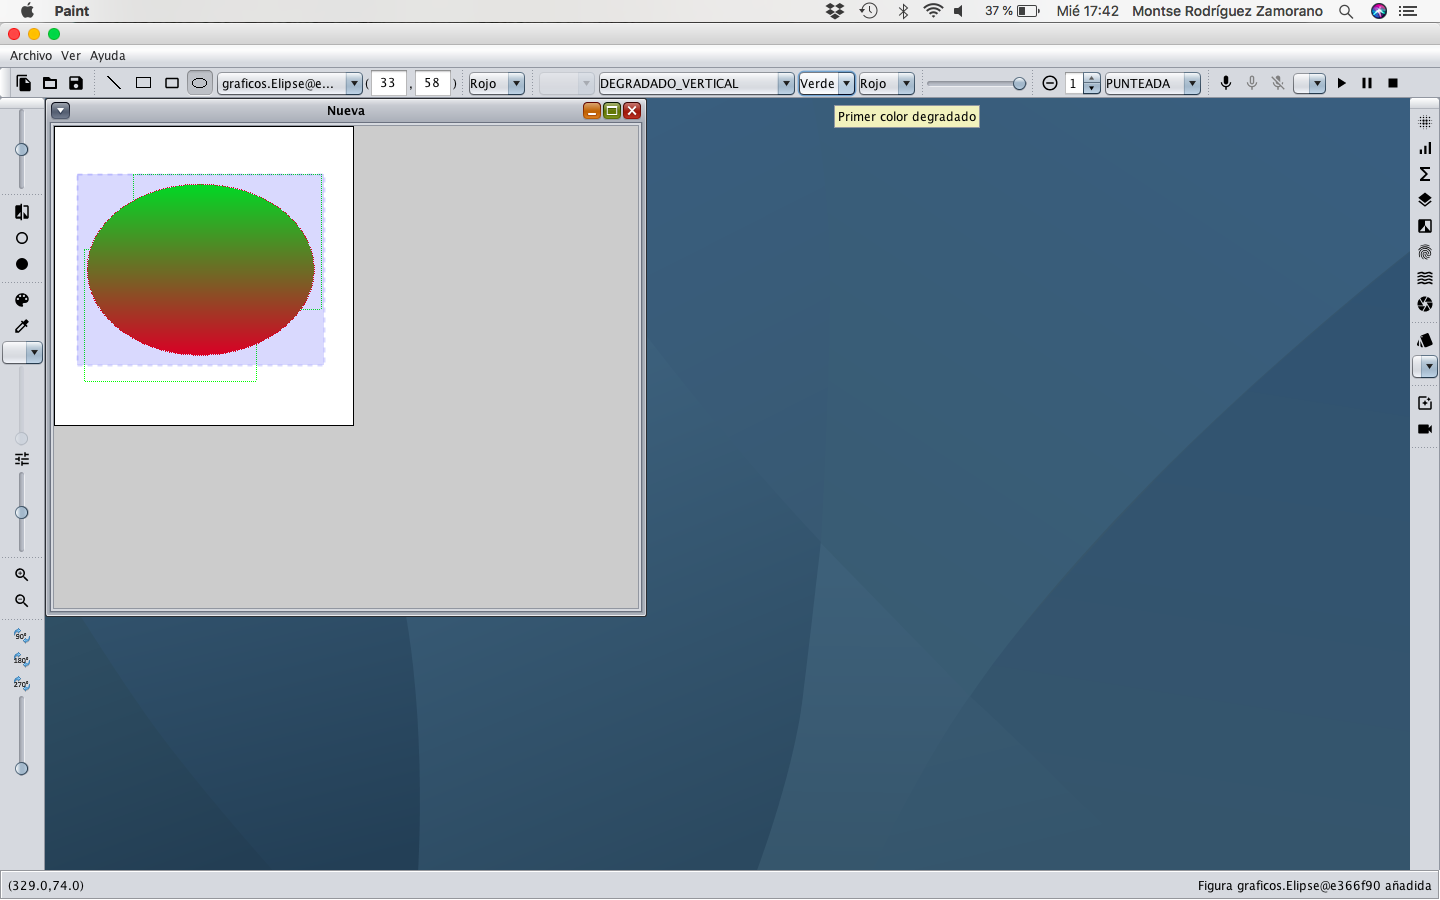 Paint
37 %
Mié 17:42
Montse Rodríguez Zamorano
Archivo Ver Ayuda
graficos.Elipse@e...
( 33 , 58 )
Rojo
DEGRADADO_VERTICAL
Verde
Rojo
1
PUNTEADA
Nueva
Primer color degradado
90°
180°
270°
(329.0,74.0)
Figura graficos.Elipse@e366f90 añadida